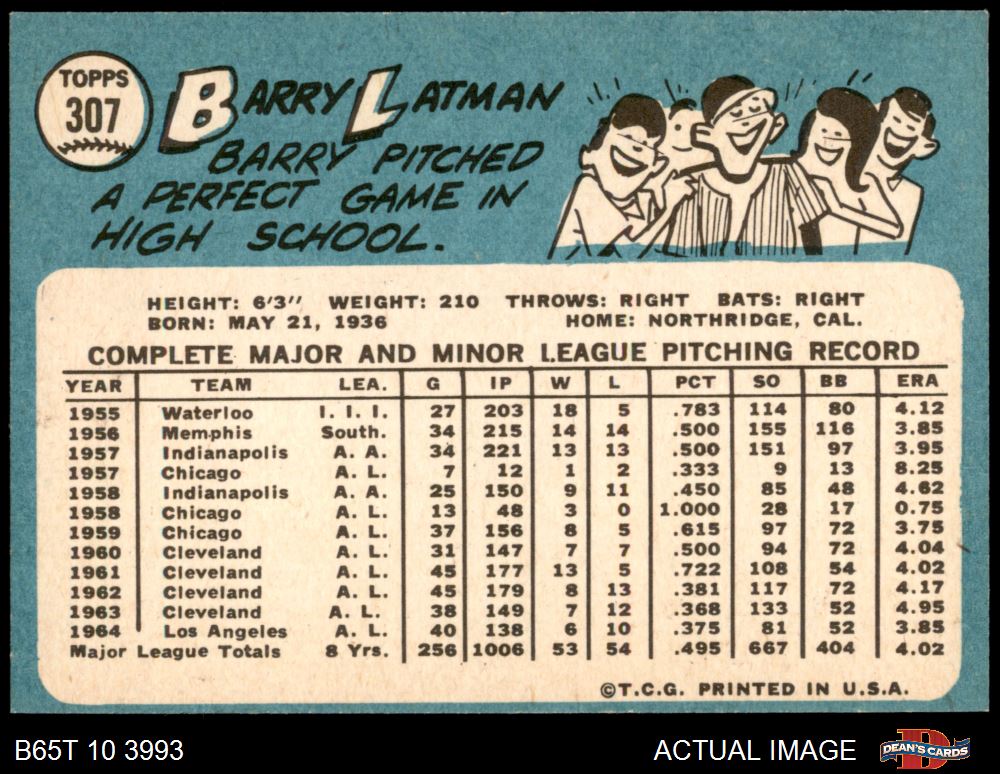 TOPPS
307
BARRY LATMAN
BARRY PITCHED
A PERFECT GAME IN
HIGH SCHOOL.
HEIGHT: 6'3" WEIGHT: 210 THROWS: RIGHT BATS: RIGHT
BORN: MAY 21, 1936 HOME: NORTHRIDGE, CAL.
COMPLETE MAJOR AND MINOR LEAGUE PITCHING RECORD
YEAR TEAM LEA. G IP W L PCT SO BB ERA
1955 Waterloo I. I. I. 27 203 18 5 .783 114 80 4.12
1956 Memphis South. 34 215 14 14 .500 155 116 3.85
1957 Indianapolis A. A. 34 221 13 13 .500 151 97 3.95
1957 Chicago A. L. 7 12 1 2 .333 9 13 8.25
1958 Indianapolis A. A. 25 150 9 11 .450 85 48 4.62
1958 Chicago A. L. 13 48 3 0 1.000 28 17 0.75
1959 Chicago A. L. 37 156 8 5 .615 97 72 3.75
1960 Cleveland A. L. 31 147 7 7 .500 94 72 4.04
1961 Cleveland A. L. 45 177 13 5 .722 108 54 4.02
1962 Cleveland A. L. 45 179 8 13 .381 117 72 4.17
1963 Cleveland A. L. 38 149 7 12 .368 133 52 4.95
1964 Los Angeles A. L. 40 138 6 10 .375 81 52 3.85
Major League Totals 8 Yrs. 256 1006 53 54 .495 667 404 4.02
©T.C.G. PRINTED IN U.S.A.
B65T 10 3993 ACTUAL IMAGE DEAN'S CARDS